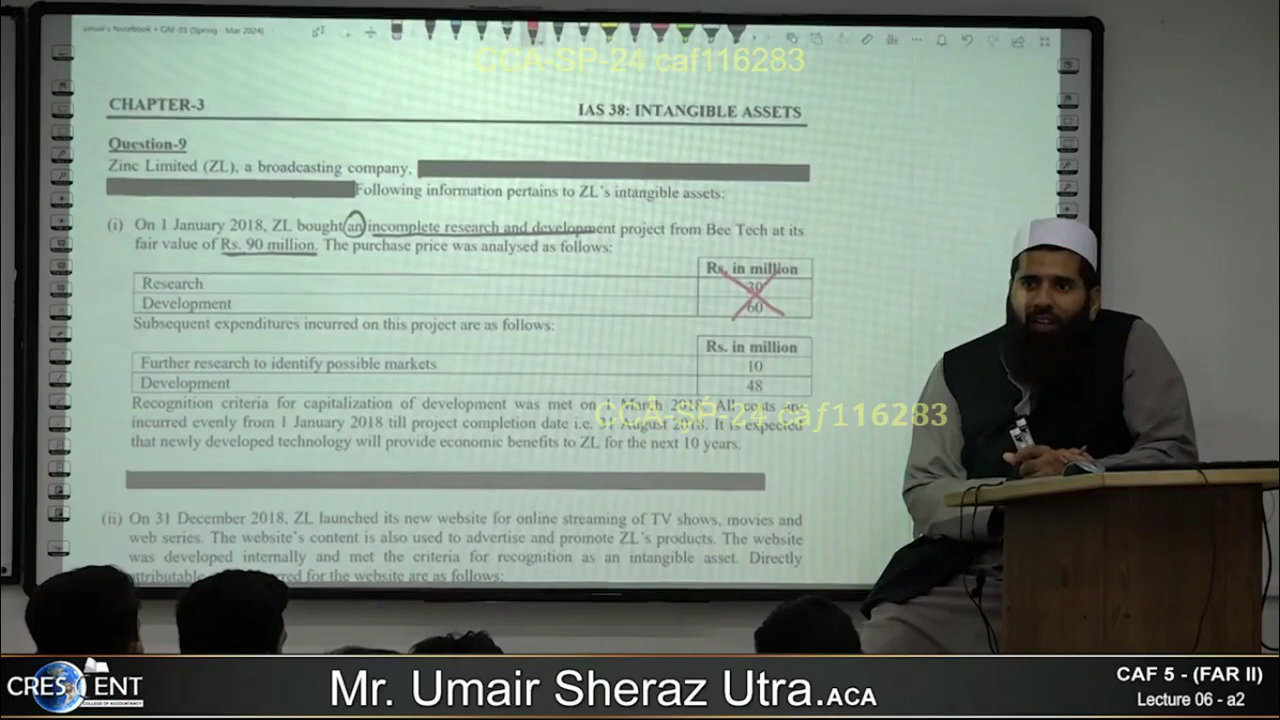 umair's Notebook • CAF-05 (Spring - Mar 2024)
CCA-SP-24 caf116283
CHAPTER-3 IAS 38: INTANGIBLE ASSETS
Question-9
Zinc Limited (ZL), a broadcasting company,
Following information pertains to ZL's intangible assets:
(i) On 1 January 2018, ZL bought an incomplete research and development project from Bee Tech at its
fair value of Rs. 90 million. The purchase price was analysed as follows:
Rs. in million
Research 30
Development 60
Subsequent expenditures incurred on this project are as follows:
Rs. in million
Further research to identify possible markets 10
Development 48
Recognition criteria for capitalization of development was met on March 2018. All costs are
CCA-SP-24 caf116283
incurred evenly from 1 January 2018 till project completion date i.e. 31 August 2018. It is expected
that newly developed technology will provide economic benefits to ZL for the next 10 years.
(ii) On 31 December 2018, ZL launched its new website for online streaming of TV shows, movies and
web series. The website's content is also used to advertise and promote ZL's products. The website
was developed internally and met the criteria for recognition as an intangible asset. Directly
for the website are as follows:
CRESCENT
COLLEGE OF ACCOUNTANCY
Mr. Umair Sheraz Utra.ACA
CAF 5 - (FAR II)
Lecture 06 - a2